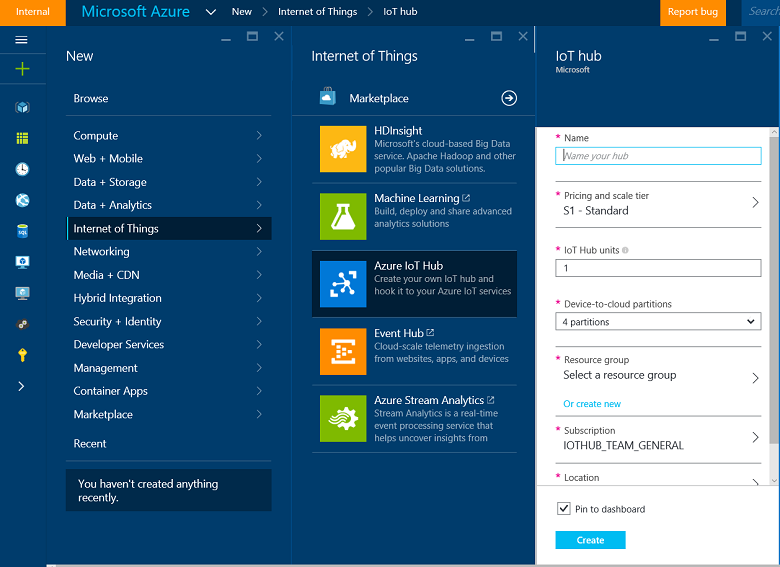 Internal
Microsoft Azure
New > Internet of Things > IoT hub
Report bug
Search
New
Browse
Compute
Web + Mobile
Data + Storage
Data + Analytics
Internet of Things
Networking
Media + CDN
Hybrid Integration
Security + Identity
Developer Services
Management
Container Apps
Marketplace
Recent
You haven't created anything
recently.
Internet of Things
Marketplace
HDInsight
Microsoft's cloud-based Big Data
service. Apache Hadoop and other
popular Big Data solutions.
Machine Learning
Build, deploy and share advanced
analytics solutions
Azure IoT Hub
Create your own IoT hub and
hook it to your Azure IoT services
Event Hub
Cloud-scale telemetry ingestion
from websites, apps, and devices
Azure Stream Analytics
Stream Analytics is a real-time
event processing service that
helps uncover insights from
IoT hub
Microsoft
* Name
Name your hub
* Pricing and scale tier
S1 - Standard
* IoT Hub units
1
* Device-to-cloud partitions
4 partitions
* Resource group
Select a resource group
Or create new
* Subscription
IOTHUB_TEAM_GENERAL
* Location
Pin to dashboard
Create